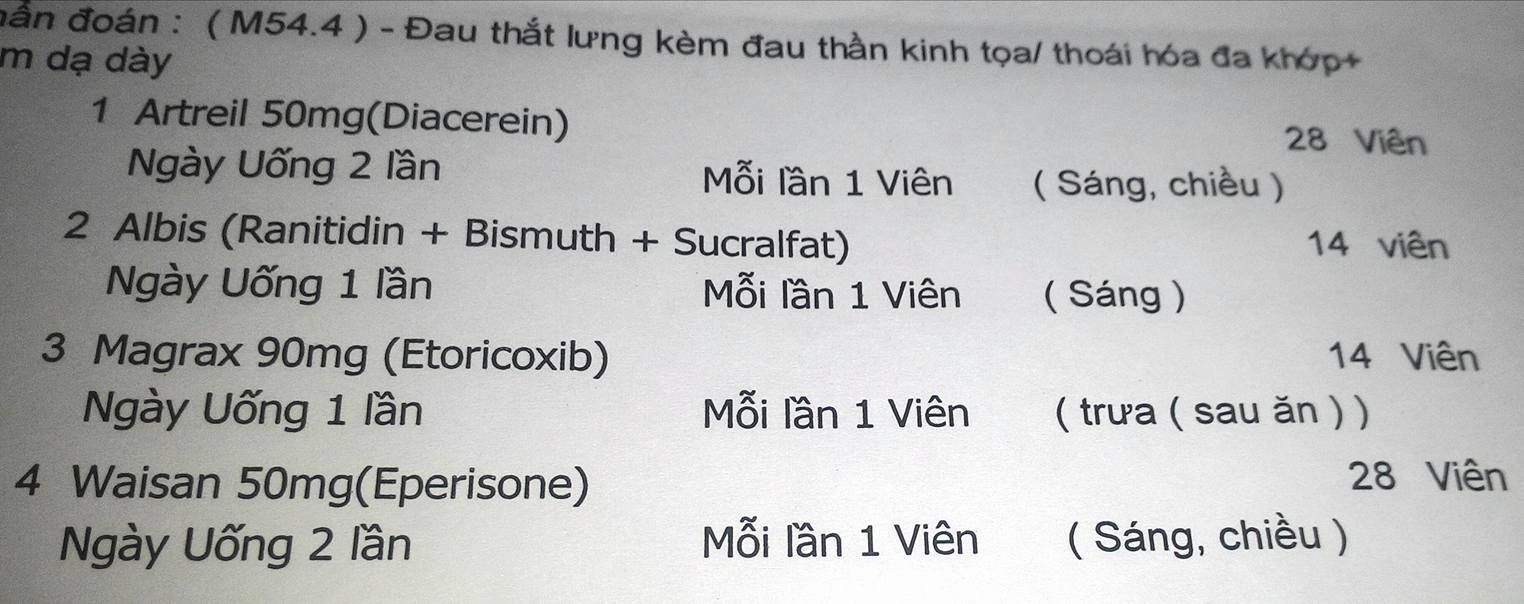 đoán : ( M54.4 ) - Đau thắt lưng kèm đau thần kinh tọa/ thoái hóa đa khớp+
dạ dày
1 Artreil 50mg(Diacerein) 28 Viên
Ngày Uống 2 lần Mỗi lần 1 Viên ( Sáng, chiều )
2 Albis (Ranitidin + Bismuth + Sucralfat) 14 viên
Ngày Uống 1 lần Mỗi lần 1 Viên ( Sáng )
3 Magrax 90mg (Etoricoxib) 14 Viên
Ngày Uống 1 lần Mỗi lần 1 Viên ( trưa ( sau ăn ) )
4 Waisan 50mg(Eperisone) 28 Viên
Ngày Uống 2 lần Mỗi lần 1 Viên ( Sáng, chiều )